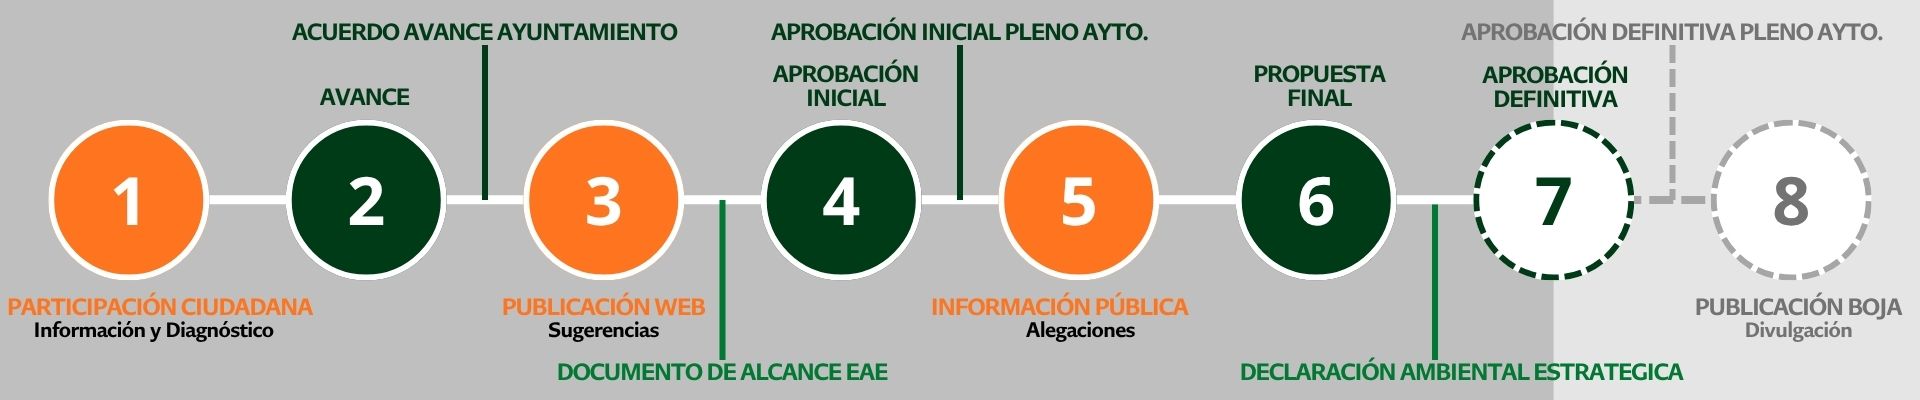 ACUERDO AVANCE AYUNTAMIENTO
APROBACIÓN INICIAL PLENO AYTO.
APROBACIÓN DEFINITIVA PLENO AYTO.
AVANCE
APROBACIÓN
INICIAL
PROPUESTA
FINAL
APROBACIÓN
DEFINITIVA
1
2
3
4
5
6
7
8
PARTICIPACIÓN CIUDADANA
Información y Diagnóstico
PUBLICACIÓN WEB
Sugerencias
INFORMACIÓN PÚBLICA
Alegaciones
PUBLICACIÓN BOJA
Divulgación
DOCUMENTO DE ALCANCE EAE
DECLARACIÓN AMBIENTAL ESTRATEGICA